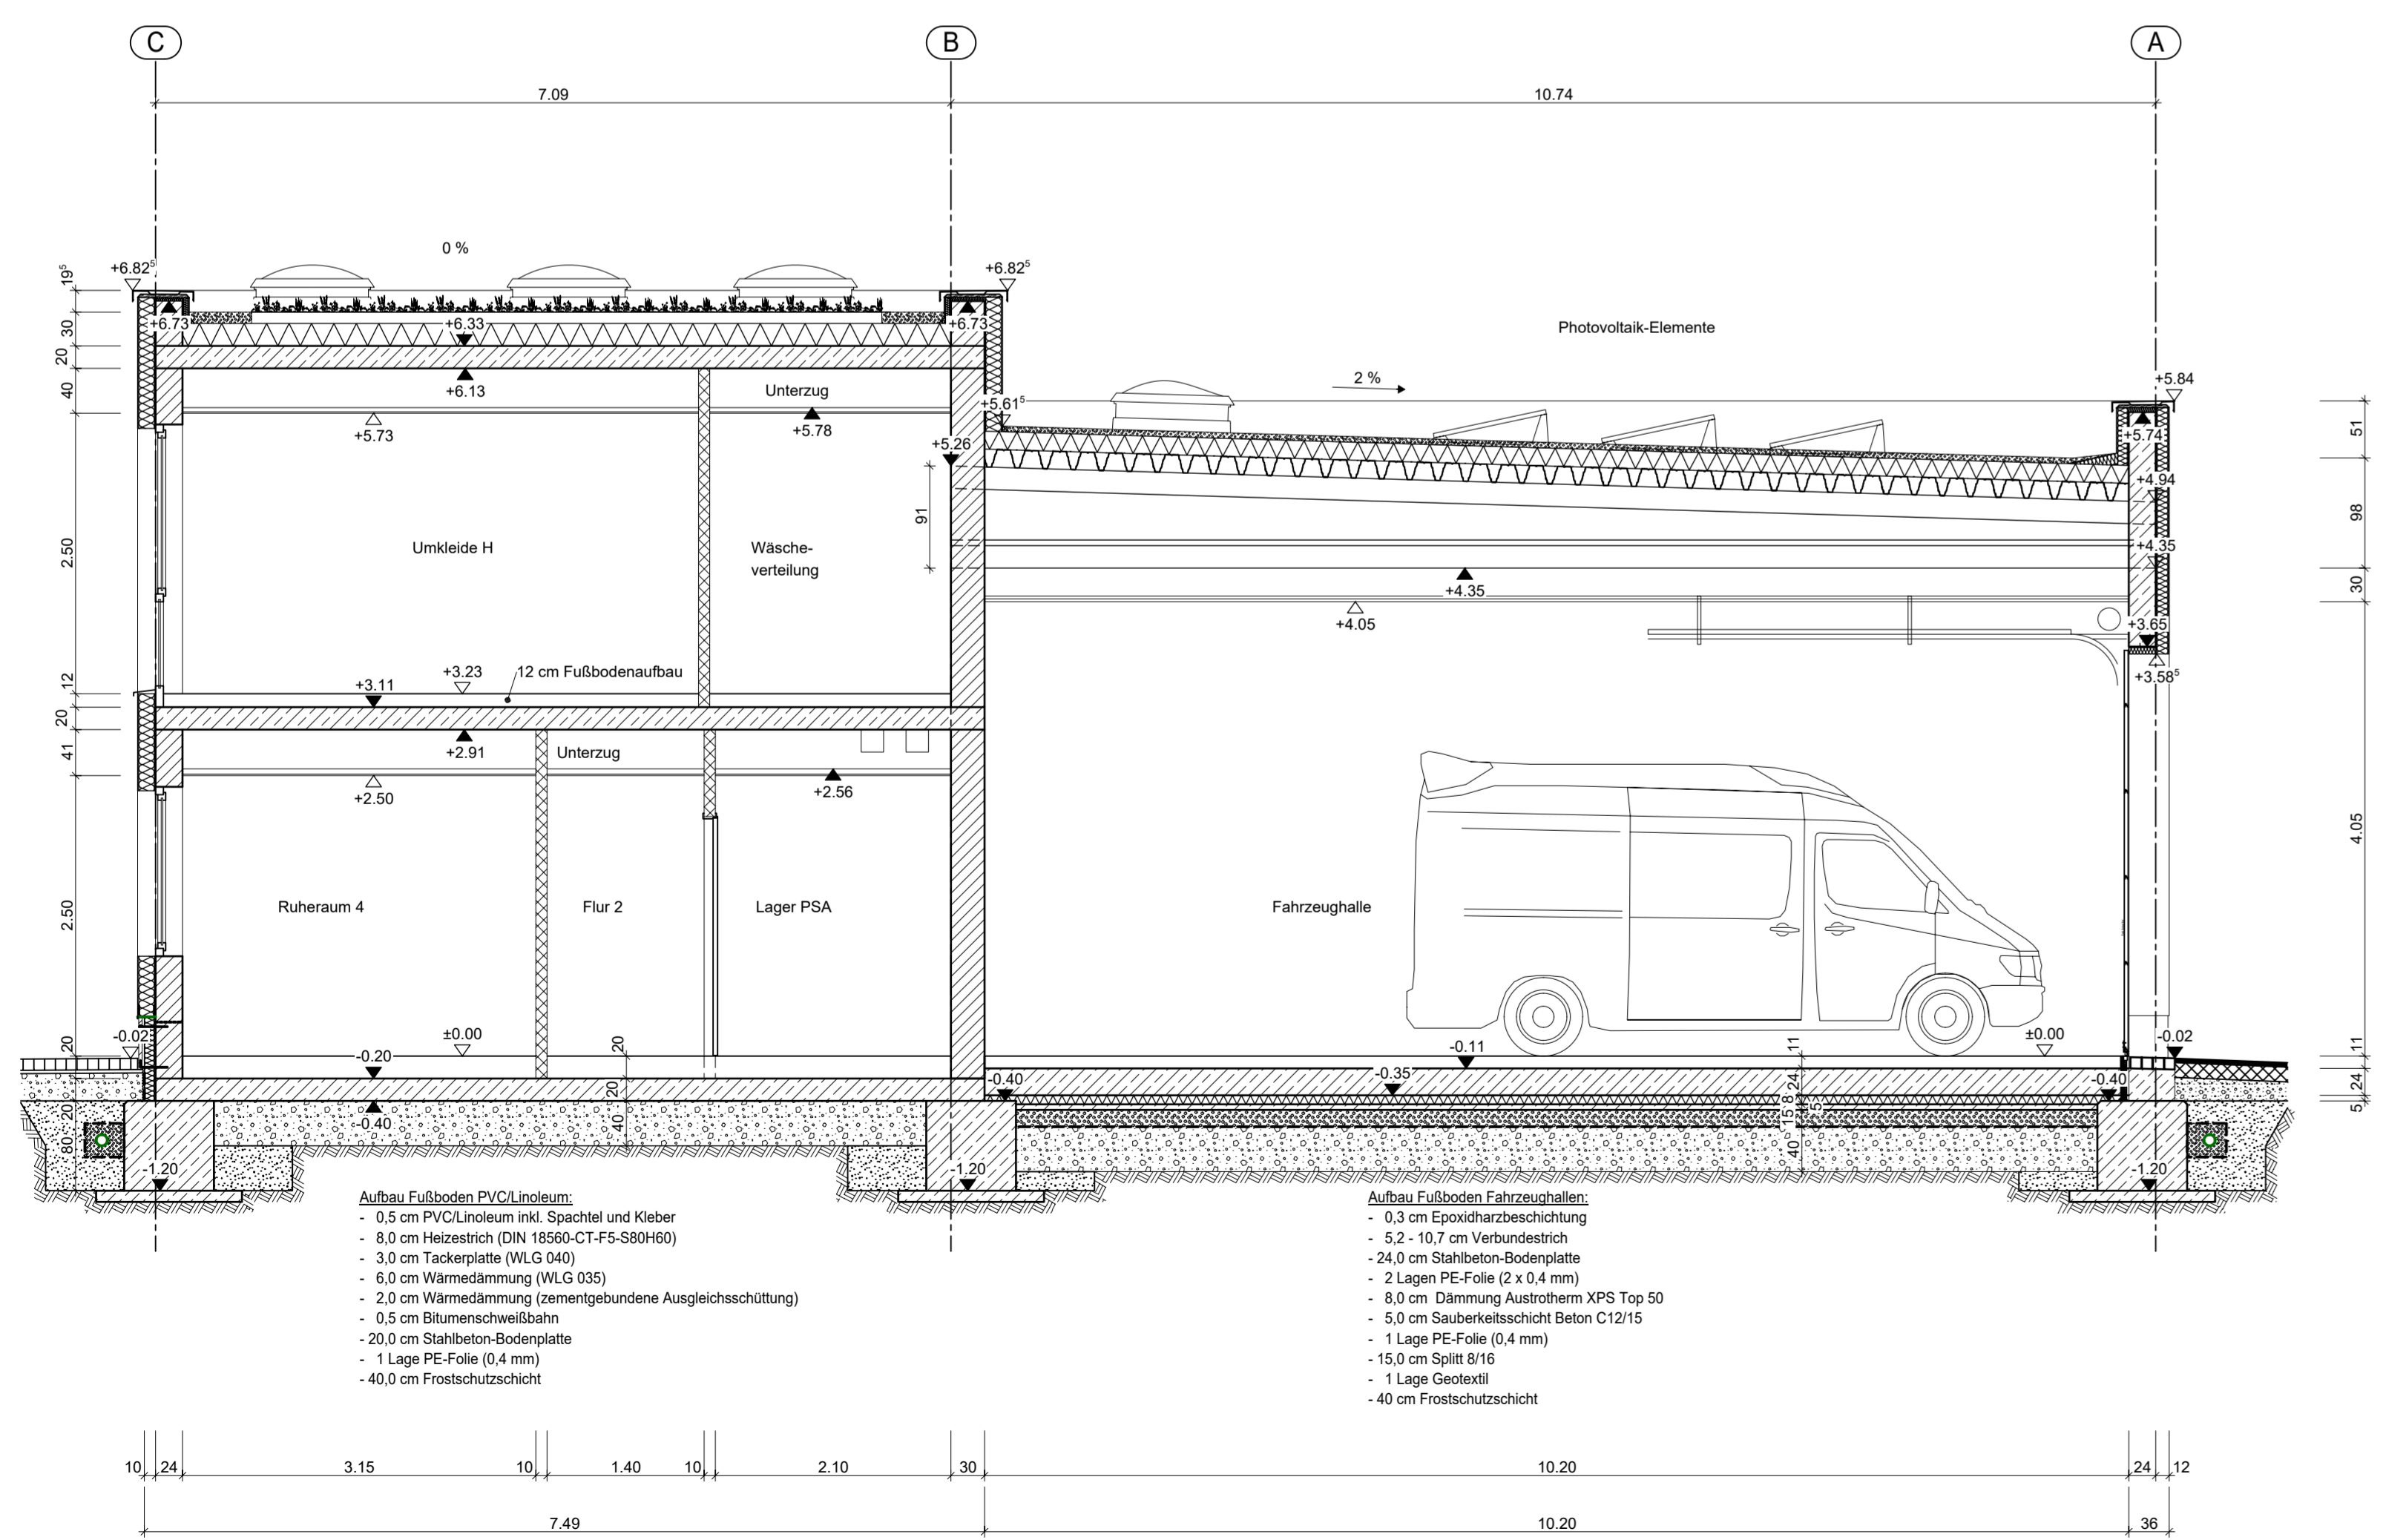 C
B
A
7.09
10.74
0 %
+6.82⁵
+6.82⁵
19⁵
30
20
40
2.50
12
20
41
2.50
20
20
80
+6.73
+6.33
+6.73
Photovoltaik-Elemente
2 %
+5.84
+6.13
Unterzug
+5.61⁵
+5.73
+5.78
+5.26
+5.74
51
+4.94
91
98
Umkleide H
Wäsche-
verteilung
+4.35
+4.35
30
+4.05
+3.65
+3.58⁵
+3.11
+3.23
12 cm Fußbodenaufbau
+2.91
Unterzug
+2.50
+2.56
4.05
Ruheraum 4
Flur 2
Lager PSA
Fahrzeughalle
-0.02
-0.20
±0.00
20
-0.11
11
±0.00
-0.02
11
-0.40
-0.35
24
-0.40
24
20
8
5
-0.40
40
15
5
40
-1.20
-1.20
-1.20
Aufbau Fußboden PVC/Linoleum:
- 0,5 cm PVC/Linoleum inkl. Spachtel und Kleber
- 8,0 cm Heizestrich (DIN 18560-CT-F5-S80H60)
- 3,0 cm Tackerplatte (WLG 040)
- 6,0 cm Wärmedämmung (WLG 035)
- 2,0 cm Wärmedämmung (zementgebundene Ausgleichsschüttung)
- 0,5 cm Bitumenschweißbahn
- 20,0 cm Stahlbeton-Bodenplatte
- 1 Lage PE-Folie (0,4 mm)
- 40,0 cm Frostschutzschicht
Aufbau Fußboden Fahrzeughallen:
- 0,3 cm Epoxidharzbeschichtung
- 5,2 - 10,7 cm Verbundestrich
- 24,0 cm Stahlbeton-Bodenplatte
- 2 Lagen PE-Folie (2 x 0,4 mm)
- 8,0 cm Dämmung Austrotherm XPS Top 50
- 5,0 cm Sauberkeitsschicht Beton C12/15
- 1 Lage PE-Folie (0,4 mm)
- 15,0 cm Splitt 8/16
- 1 Lage Geotextil
- 40 cm Frostschutzschicht
10
24
3.15
10
1.40
10
2.10
30
10.20
24
12
7.49
10.20
36